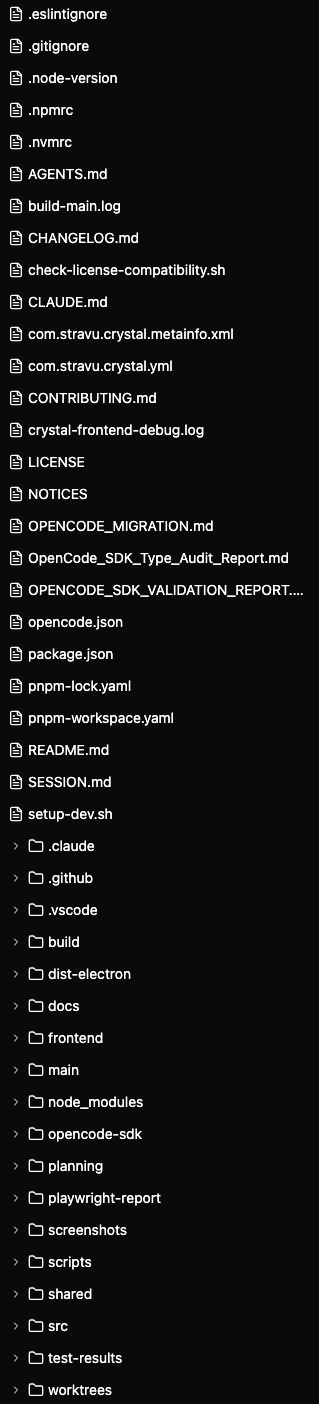 .eslintignore
.gitignore
.node-version
.npmrc
.nvmrc
AGENTS.md
build-main.log
CHANGELOG.md
check-license-compatibility.sh
CLAUDE.md
com.stravu.crystal.metainfo.xml
com.stravu.crystal.yml
CONTRIBUTING.md
crystal-frontend-debug.log
LICENSE
NOTICES
OPENCODE_MIGRATION.md
OpenCode_SDK_Type_Audit_Report.md
OPENCODE_SDK_VALIDATION_REPORT....
opencode.json
package.json
pnpm-lock.yaml
pnpm-workspace.yaml
README.md
SESSION.md
setup-dev.sh
.claude
.github
.vscode
build
dist-electron
docs
frontend
main
node_modules
opencode-sdk
planning
playwright-report
screenshots
scripts
shared
src
test-results
worktrees